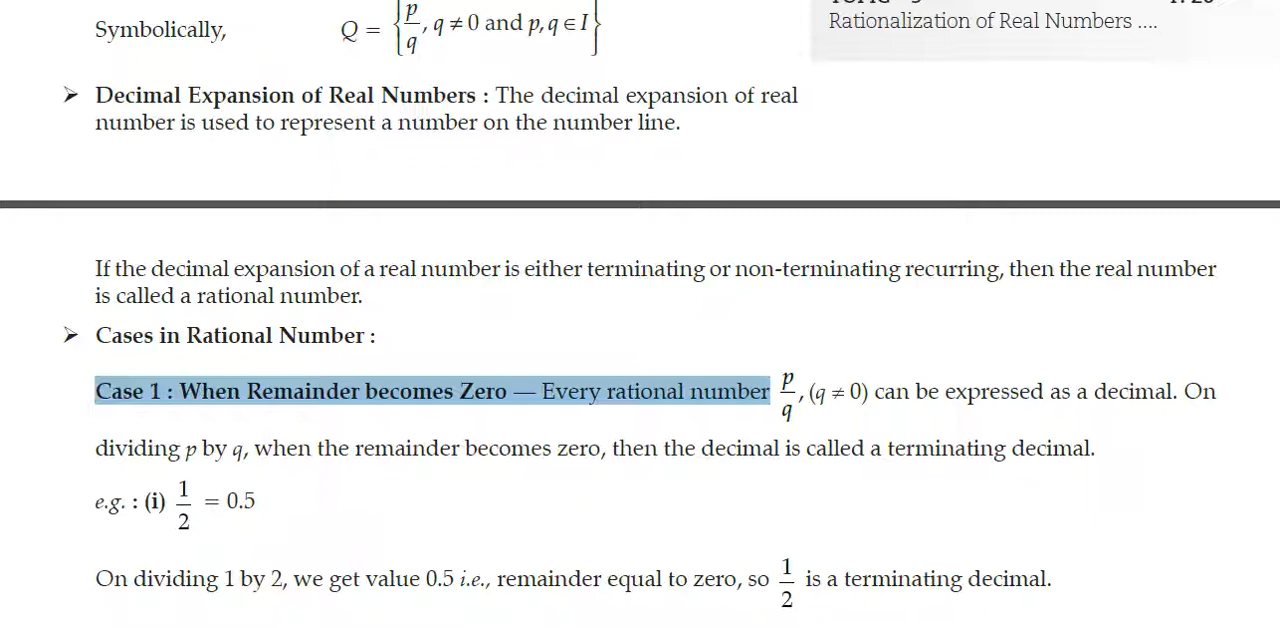 Symbolically, Q = {p/q, q ≠ 0 and p, q ∈ I}
Rationalization of Real Numbers ....
➤ Decimal Expansion of Real Numbers : The decimal expansion of real
number is used to represent a number on the number line.
If the decimal expansion of a real number is either terminating or non-terminating recurring, then the real number
is called a rational number.
➤ Cases in Rational Number :
Case 1 : When Remainder becomes Zero — Every rational number p/q, (q ≠ 0) can be expressed as a decimal. On
dividing p by q, when the remainder becomes zero, then the decimal is called a terminating decimal.
e.g. : (i) 1/2 = 0.5
On dividing 1 by 2, we get value 0.5 i.e., remainder equal to zero, so 1/2 is a terminating decimal.